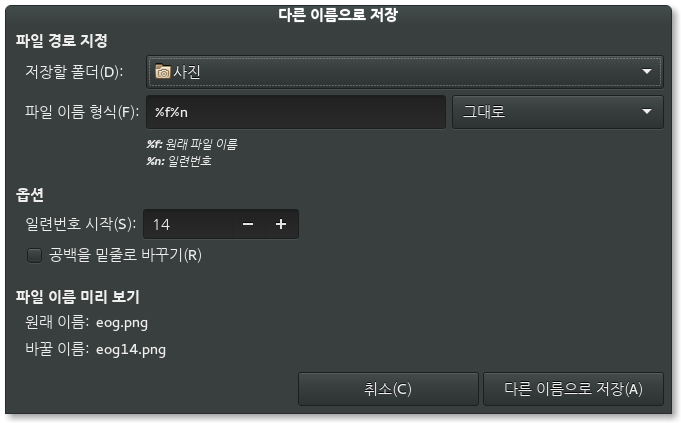 다른 이름으로 저장
파일 경로 지정
저장할 폴더(D): 사진
파일 이름 형식(F): %f%n 그대로
%f: 원래 파일 이름
%n: 일련번호
옵션
일련번호 시작(S): 14 − +
공백을 밑줄로 바꾸기(R)
파일 이름 미리 보기
원래 이름: eog.png
바꿀 이름: eog14.png
취소(C) 다른 이름으로 저장(A)